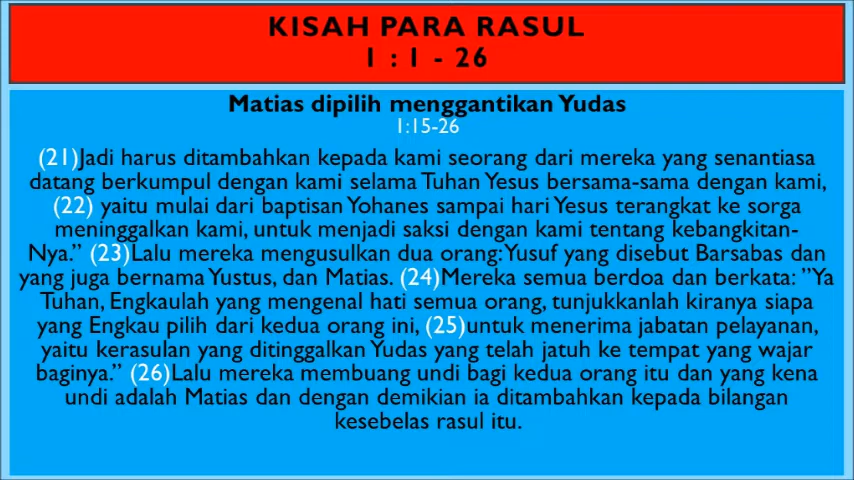 KISAH PARA RASUL
1 : 1 - 26
Matias dipilih menggantikan Yudas
1:15-26
(21)Jadi harus ditambahkan kepada kami seorang dari mereka yang senantiasa
datang berkumpul dengan kami selama Tuhan Yesus bersama-sama dengan kami,
(22) yaitu mulai dari baptisan Yohanes sampai hari Yesus terangkat ke sorga
meninggalkan kami, untuk menjadi saksi dengan kami tentang kebangkitan-
Nya.” (23)Lalu mereka mengusulkan dua orang: Yusuf yang disebut Barsabas dan
yang juga bernama Yustus, dan Matias. (24)Mereka semua berdoa dan berkata: ”Ya
Tuhan, Engkaulah yang mengenal hati semua orang, tunjukkanlah kiranya siapa
yang Engkau pilih dari kedua orang ini, (25)untuk menerima jabatan pelayanan,
yaitu kerasulan yang ditinggalkan Yudas yang telah jatuh ke tempat yang wajar
baginya.” (26)Lalu mereka membuang undi bagi kedua orang itu dan yang kena
undi adalah Matias dan dengan demikian ia ditambahkan kepada bilangan
kesebelas rasul itu.